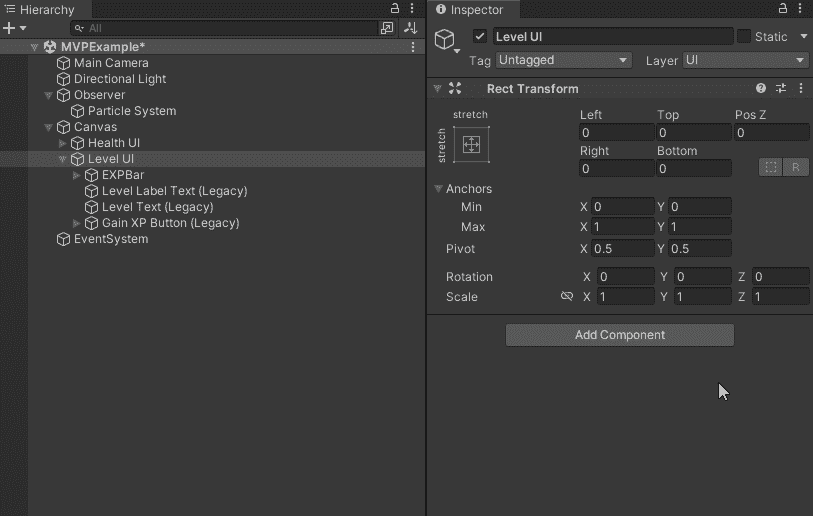 Hierarchy
All
MVPExample*
Main Camera
Directional Light
Observer
Particle System
Canvas
Health UI
Level UI
EXPBar
Level Label Text (Legacy)
Level Text (Legacy)
Gain XP Button (Legacy)
EventSystem
Inspector
Level UI
Static
Tag Untagged Layer UI
Rect Transform
stretch
stretch
Left Top Pos Z
0 0 0
Right Bottom
0 0 R
Anchors
Min X 0 Y 0
Max X 1 Y 1
Pivot X 0.5 Y 0.5
Rotation X 0 Y 0 Z 0
Scale X 1 Y 1 Z 1
Add Component